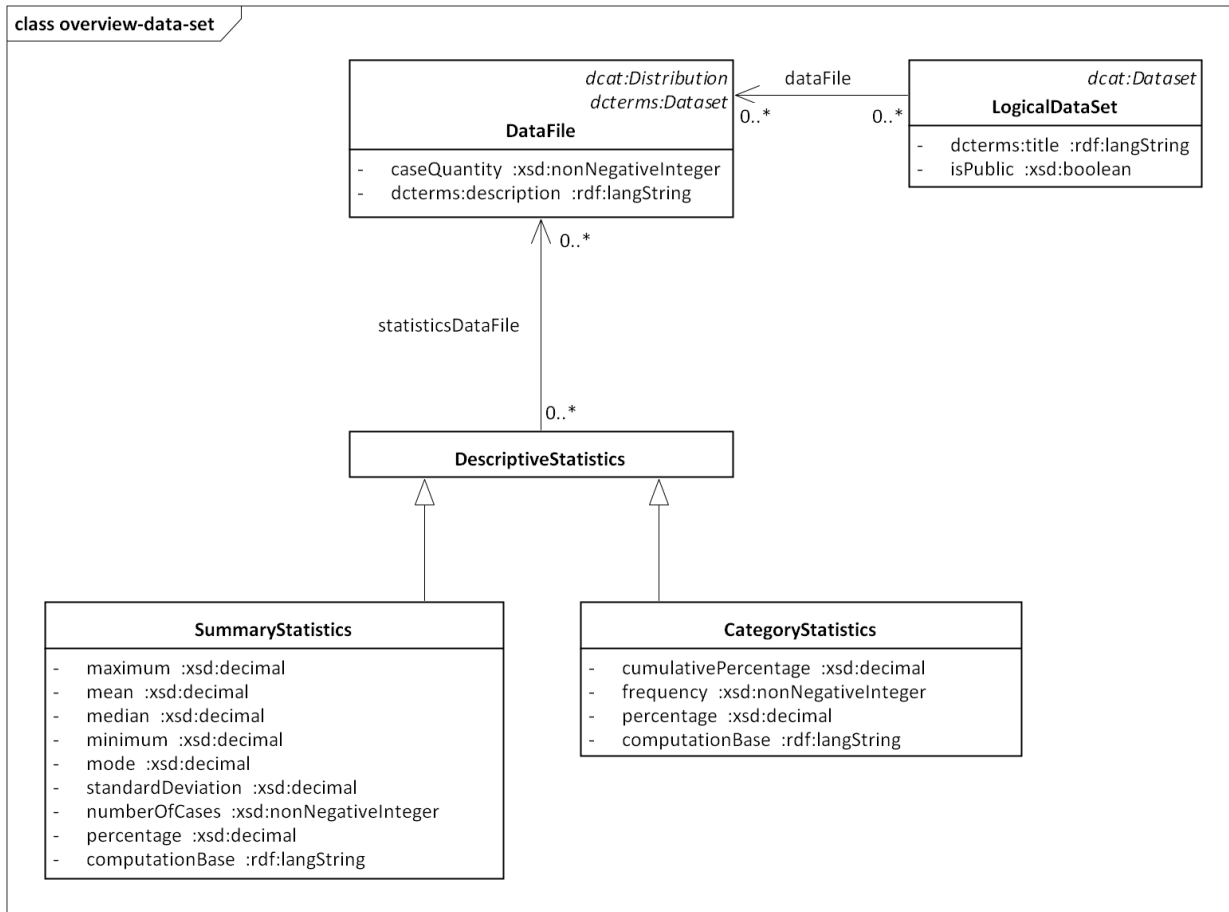 class overview-data-set
dcat:Distribution
dcterms:Dataset
DataFile
- caseQuantity :xsd:nonNegativeInteger
- dcterms:description :rdf:langString
dataFile
0..*
0..*
dcat:Dataset
LogicalDataSet
- dcterms:title :rdf:langString
- isPublic :xsd:boolean
0..*
statisticsDataFile
0..*
DescriptiveStatistics
SummaryStatistics
- maximum :xsd:decimal
- mean :xsd:decimal
- median :xsd:decimal
- minimum :xsd:decimal
- mode :xsd:decimal
- standardDeviation :xsd:decimal
- numberOfCases :xsd:nonNegativeInteger
- percentage :xsd:decimal
- computationBase :rdf:langString
CategoryStatistics
- cumulativePercentage :xsd:decimal
- frequency :xsd:nonNegativeInteger
- percentage :xsd:decimal
- computationBase :rdf:langString